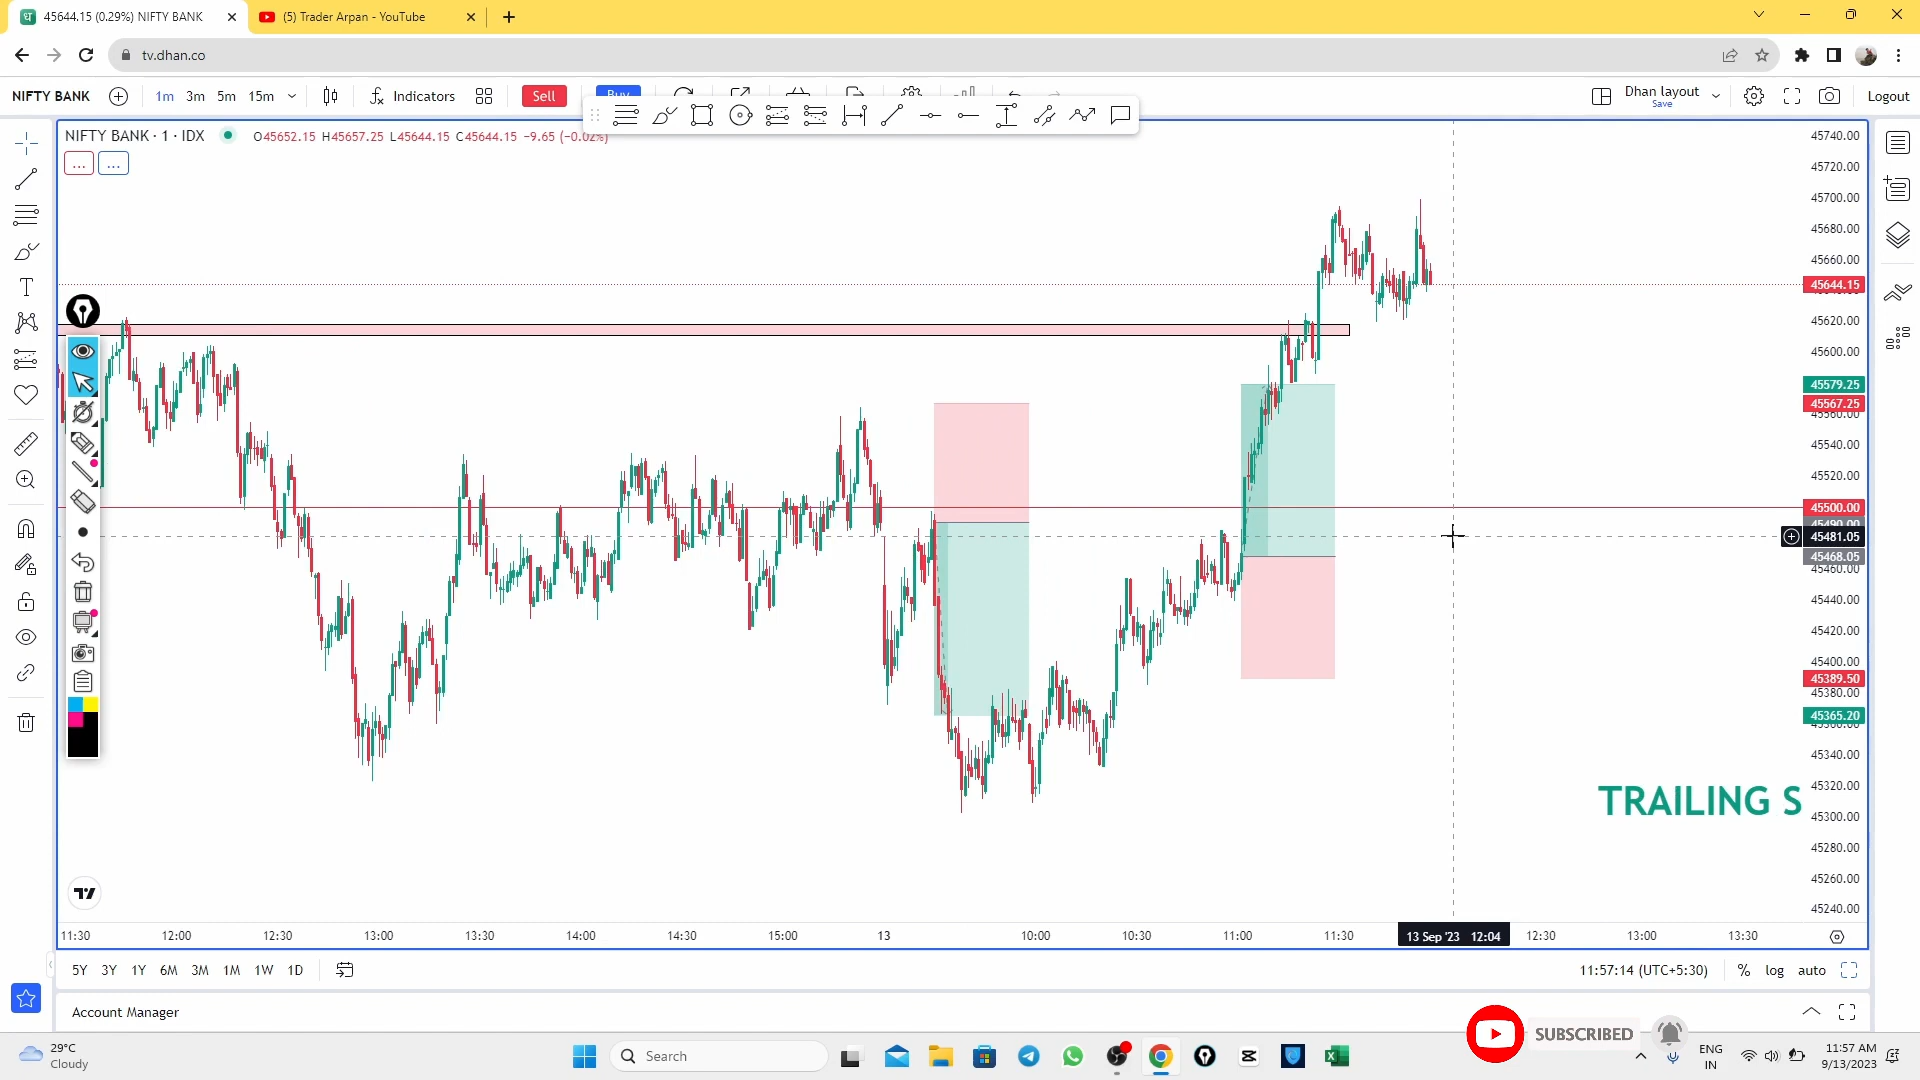 45644.15 (0.29%) NIFTY BANK
(5) Trader Arpan - YouTube
tv.dhan.co
NIFTY BANK 1m 3m 5m 15m Indicators Sell Buy Dhan layout Save Logout
NIFTY BANK · 1 · IDX O45652.15 H45657.25 L45644.15 C45644.15 −9.65 (−0.02%)
... ...
45740.00
45720.00
45700.00
45680.00
45660.00
45644.15
45620.00
45600.00
45579.25
45567.25
45560.00
45540.00
45520.00
45500.00
45490.00
45481.05
45468.05
45460.00
45440.00
45420.00
45400.00
45389.50
45380.00
45365.20
45340.00
45320.00
45300.00
45280.00
45260.00
45240.00
TRAILING S
11:30 12:00 12:30 13:00 13:30 14:00 14:30 15:00 13 10:00 10:30 11:00 11:30 13 Sep '23 12:04 12:30 13:00 13:30
5Y 3Y 1Y 6M 3M 1M 1W 1D 11:57:14 (UTC+5:30) % log auto
Account Manager
SUBSCRIBED
29°C
Cloudy
Search
ENG
IN
11:57 AM
9/13/2023